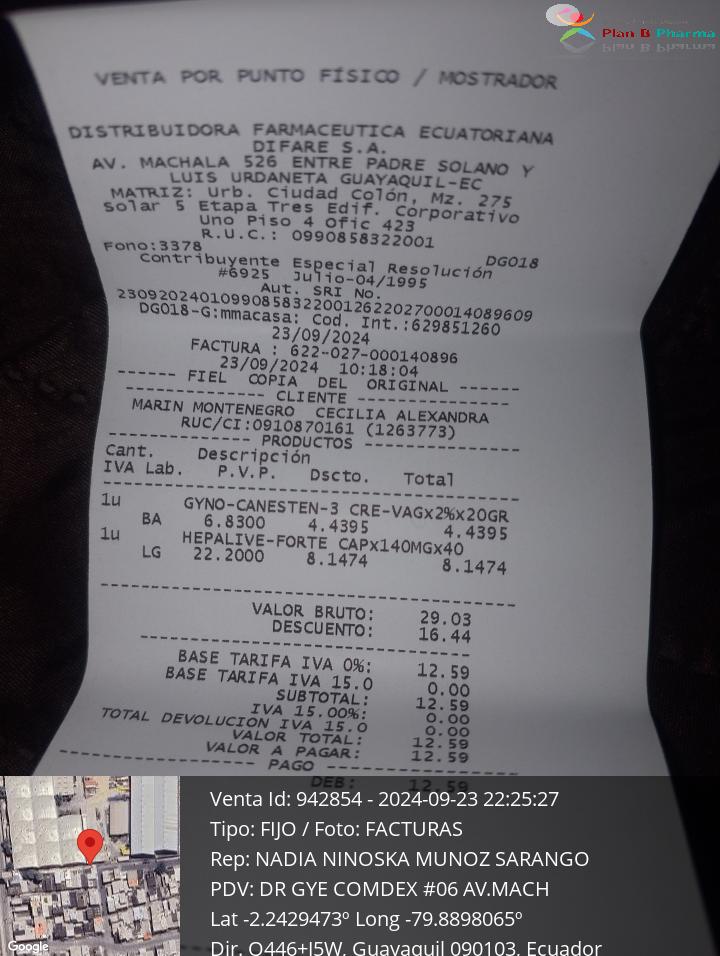 Plan B Pharma
VENTA POR PUNTO FÍSICO / MOSTRADOR
DISTRIBUIDORA FARMACEUTICA ECUATORIANA
DIFARE S.A.
AV. MACHALA 526 ENTRE PADRE SOLANO Y
LUIS URDANETA GUAYAQUIL-EC
MATRIZ: Urb. Ciudad Colón, Mz. 275
Solar 5 Etapa Tres Edif. Corporativo
Uno Piso 4 Ofic 423
R.U.C.: 0990858322001
Fono:3378 DG018
Contribuyente Especial Resolución
#6925 Julio-04/1995
Aut. SRI No.
23092024010990858322001262202700014089609
DG018-G:mmacasa: Cod. Int.:629851260
23/09/2024
FACTURA : 622-027-000140896
23/09/2024 10:18:04
------ FIEL COPIA DEL ORIGINAL ------
-------------- CLIENTE ---------------
MARIN MONTENEGRO CECILIA ALEXANDRA
RUC/CI:0910870161 (1263773)
-------------- PRODUCTOS --------------
Cant. Descripción
IVA Lab. P.V.P. Dscto. Total
1u GYNO-CANESTEN-3 CRE-VAGx2%x20GR
BA 6.8300 4.4395 4.4395
1u HEPALIVE-FORTE CAPx140MGx40
LG 22.2000 8.1474 8.1474
VALOR BRUTO: 29.03
DESCUENTO: 16.44
BASE TARIFA IVA 0%: 12.59
BASE TARIFA IVA 15.0 0.00
SUBTOTAL: 12.59
IVA 15.00%: 0.00
TOTAL DEVOLUCION IVA 15.0 0.00
VALOR TOTAL: 12.59
VALOR A PAGAR: 12.59
----------------- PAGO -----------------
DEB: 12.59
Venta Id: 942854 - 2024-09-23 22:25:27
Tipo: FIJO / Foto: FACTURAS
Rep: NADIA NINOSKA MUNOZ SARANGO
PDV: DR GYE COMDEX #06 AV.MACH
Lat -2.2429473º Long -79.8898065º
Dir. Q446+J5W, Guayaquil 090103, Ecuador
Google